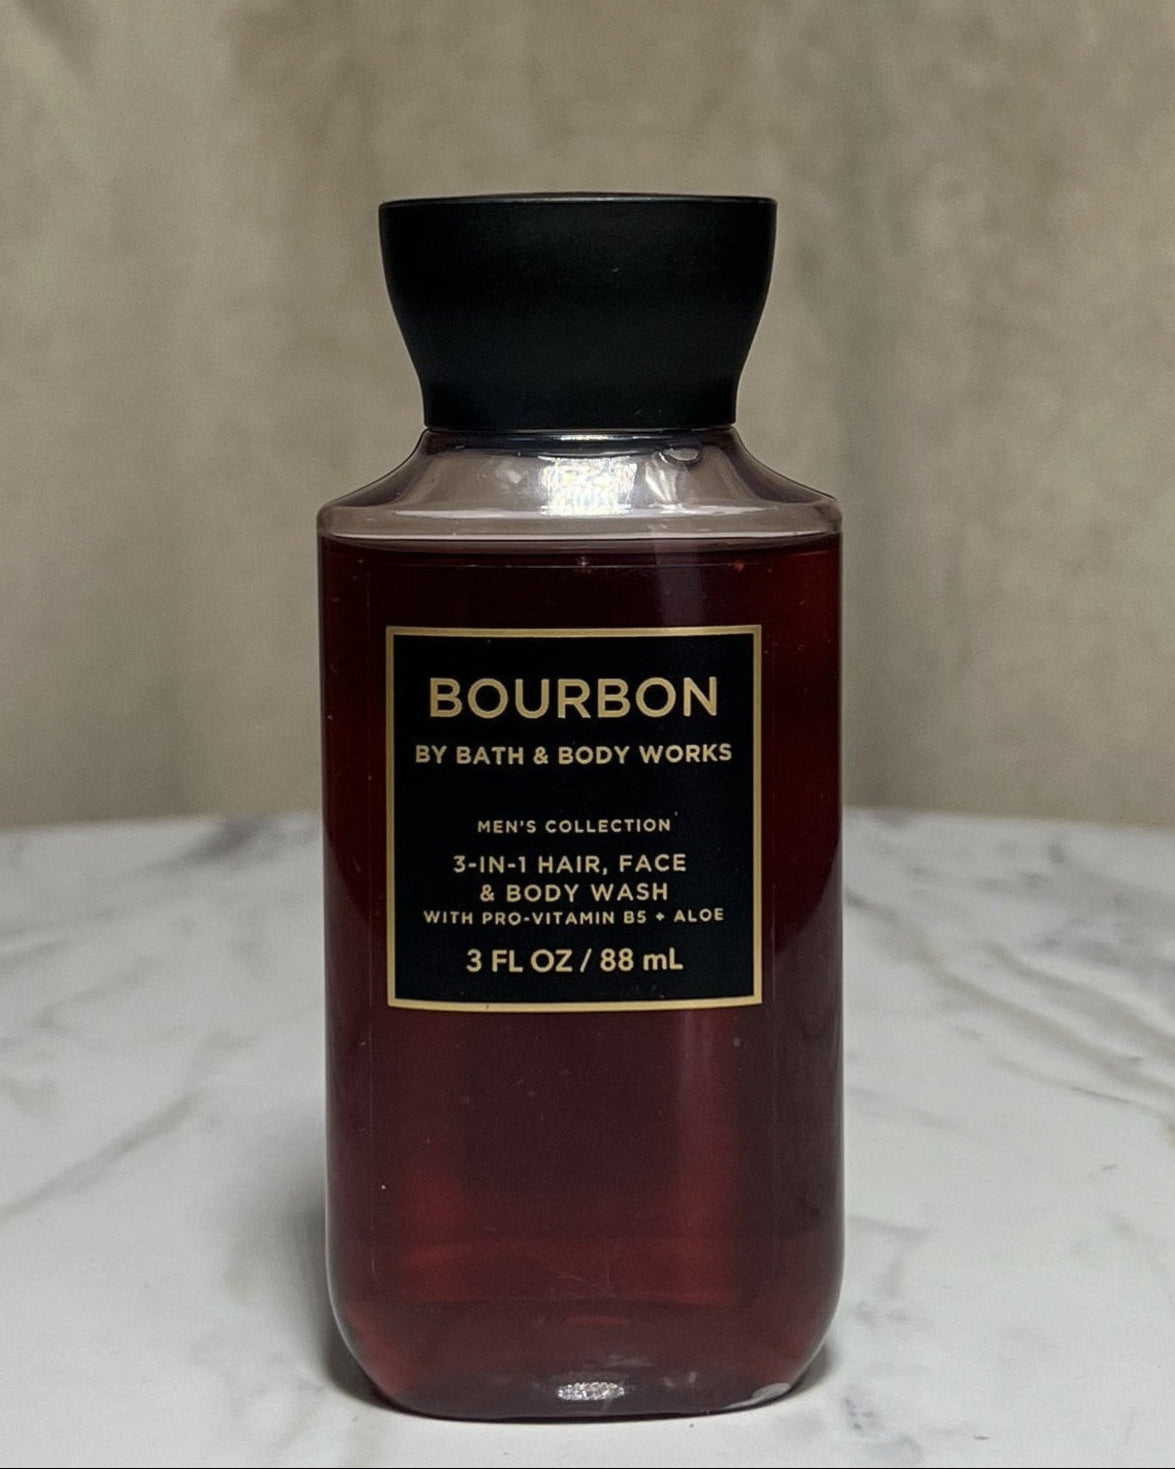 BOURBON
BY BATH & BODY WORKS
MEN'S COLLECTION
3-IN-1 HAIR, FACE
& BODY WASH
WITH PRO-VITAMIN B5 + ALOE
3 FL OZ / 88 mL